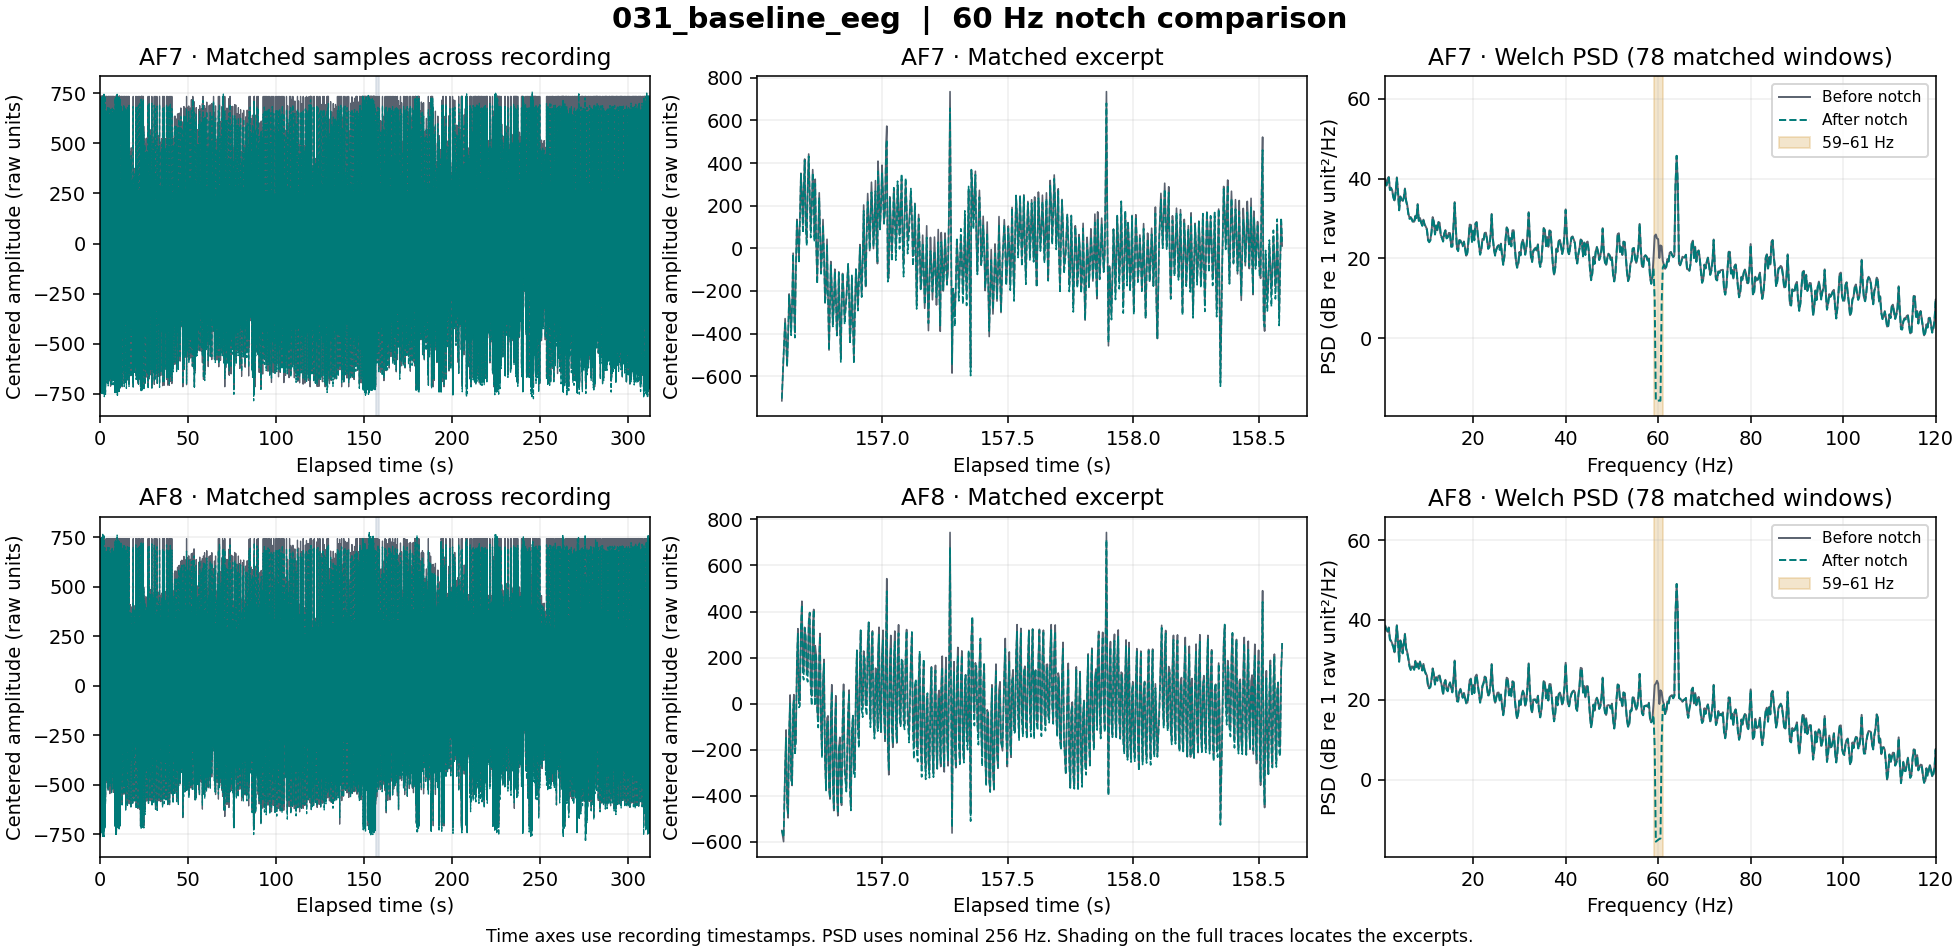 031_baseline_eeg | 60 Hz notch comparison
AF7 · Matched samples across recording
Centered amplitude (raw units)
750
500
250
0
−250
−500
−750
0 50 100 150 200 250 300
Elapsed time (s)
AF7 · Matched excerpt
Centered amplitude (raw units)
800
600
400
200
0
−200
−400
−600
157.0 157.5 158.0 158.5
Elapsed time (s)
AF7 · Welch PSD (78 matched windows)
PSD (dB re 1 raw unit²/Hz)
60
40
20
0
Before notch
After notch
59–61 Hz
20 40 60 80 100 120
Frequency (Hz)
AF8 · Matched samples across recording
Centered amplitude (raw units)
750
500
250
0
−250
−500
−750
0 50 100 150 200 250 300
Elapsed time (s)
AF8 · Matched excerpt
Centered amplitude (raw units)
800
600
400
200
0
−200
−400
−600
157.0 157.5 158.0 158.5
Elapsed time (s)
AF8 · Welch PSD (78 matched windows)
PSD (dB re 1 raw unit²/Hz)
60
40
20
0
Before notch
After notch
59–61 Hz
20 40 60 80 100 120
Frequency (Hz)
Time axes use recording timestamps. PSD uses nominal 256 Hz. Shading on the full traces locates the excerpts.